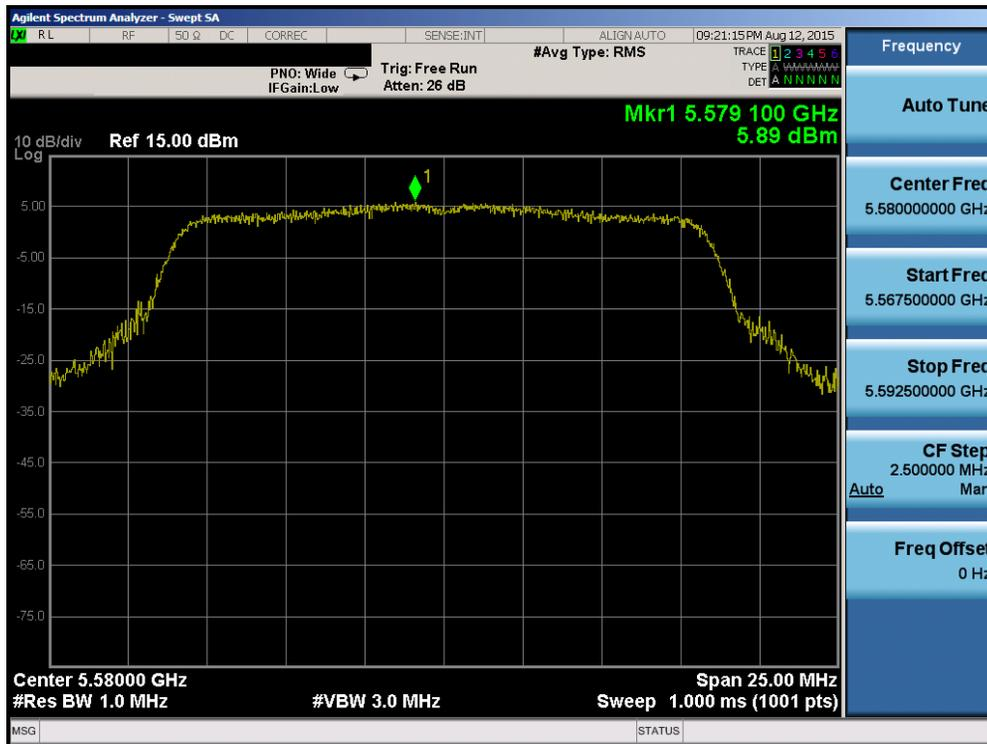 Agilent Spectrum Analyzer - Swept SA
LXI RL RF 50 Ω DC CORREC SENSE:INT ALIGNAUTO 09:21:15PM Aug 12, 2015
#Avg Type: RMS TRACE 1 2 3 4 5 6
PNO: Wide Trig: Free Run TYPE A WWWWW
IFGain:Low Atten: 26 dB DET A N N N N N
Mkr1 5.579 100 GHz
5.89 dBm
10 dB/div Ref 15.00 dBm
Log
1
5.00
-5.00
-15.0
-25.0
-35.0
-45.0
-55.0
-65.0
-75.0
Center 5.58000 GHz Span 25.00 MHz
#Res BW 1.0 MHz #VBW 3.0 MHz Sweep 1.000 ms (1001 pts)
MSG STATUS
Frequency
Auto Tune
Center Freq
5.580000000 GHz
Start Freq
5.567500000 GHz
Stop Freq
5.592500000 GHz
CF Step
2.500000 MHz
Auto Man
Freq Offset
0 Hz